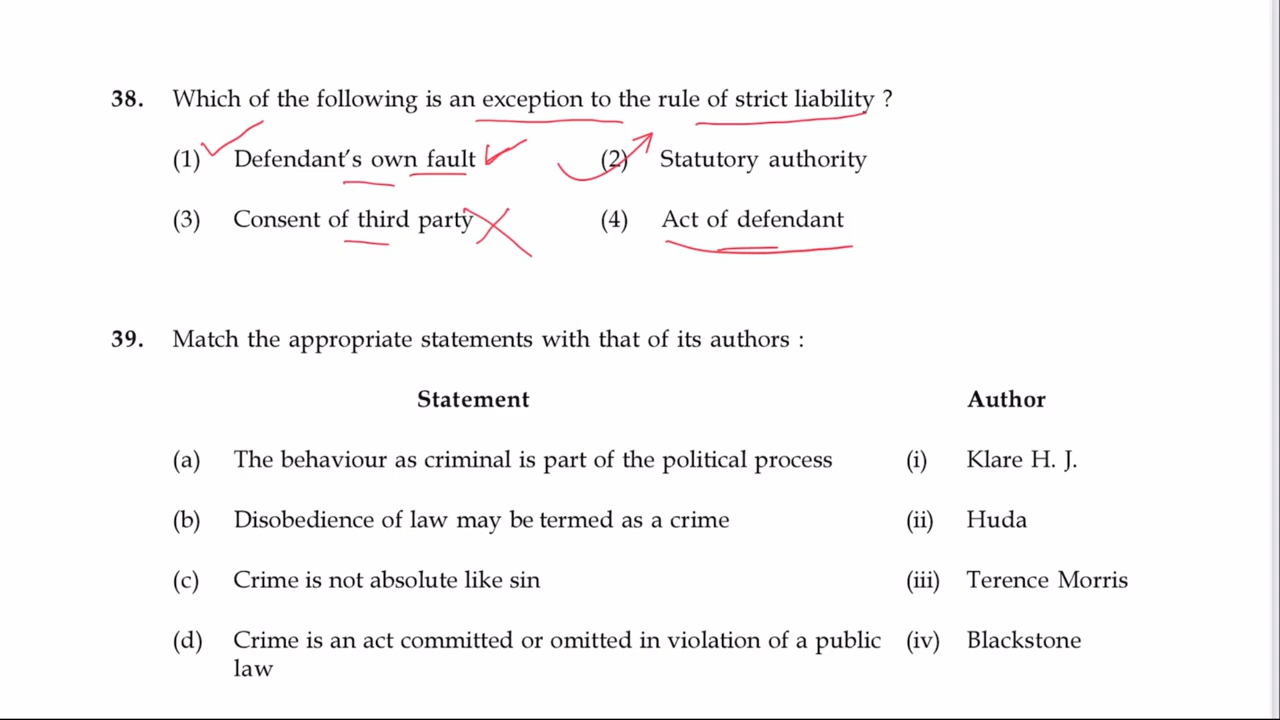 38. Which of the following is an exception to the rule of strict liability ?
(1) Defendant's own fault (2) Statutory authority
(3) Consent of third party (4) Act of defendant
39. Match the appropriate statements with that of its authors :
Statement Author
(a) The behaviour as criminal is part of the political process (i) Klare H. J.
(b) Disobedience of law may be termed as a crime (ii) Huda
(c) Crime is not absolute like sin (iii) Terence Morris
(d) Crime is an act committed or omitted in violation of a public (iv) Blackstone
law